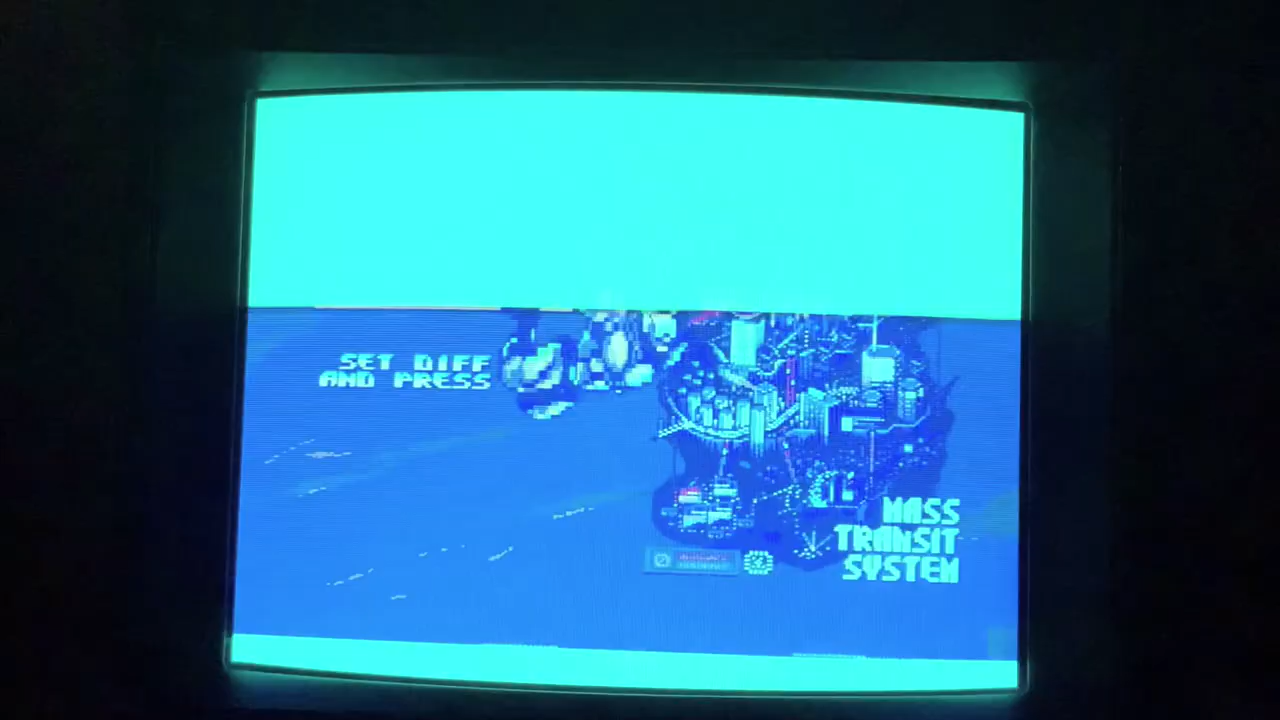 SET DIFF
AND PRESS
MASS
TRANSIT
SYSTEM